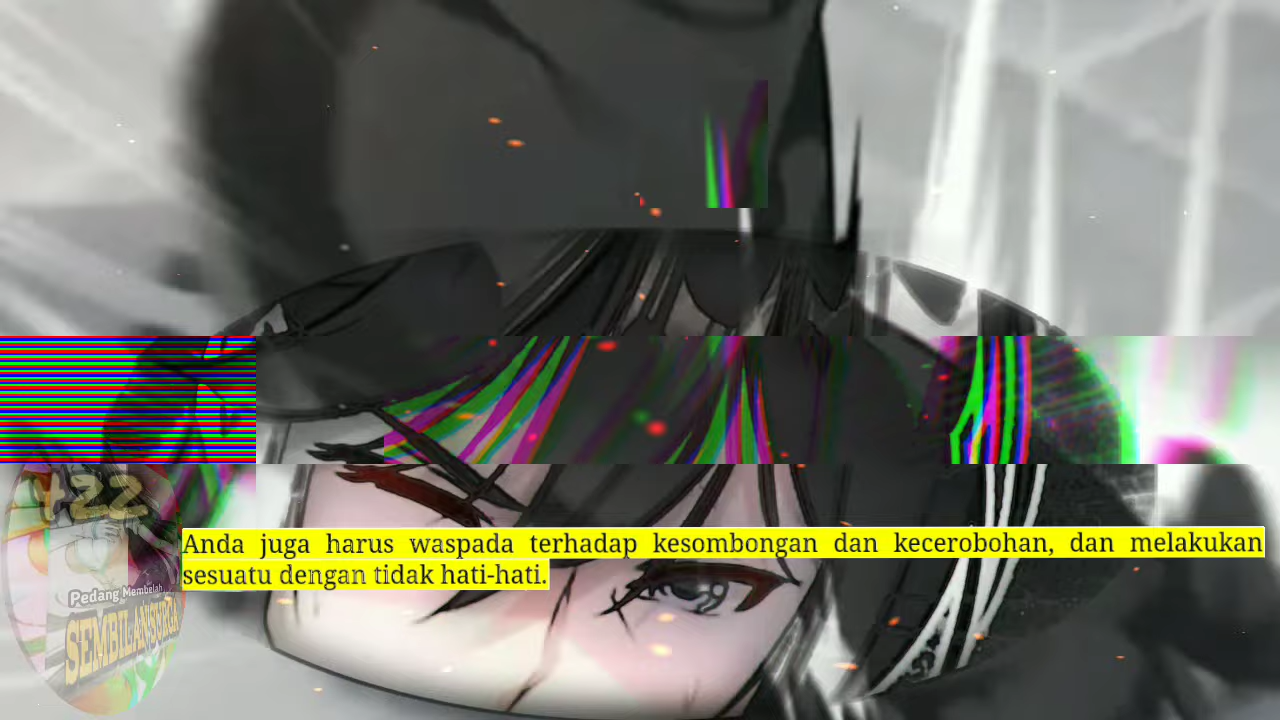 422
Anda juga harus waspada terhadap kesombongan dan kecerobohan, dan melakukan
sesuatu dengan tidak hati-hati.
Pedang Membelah
SEMBILAN SURGA